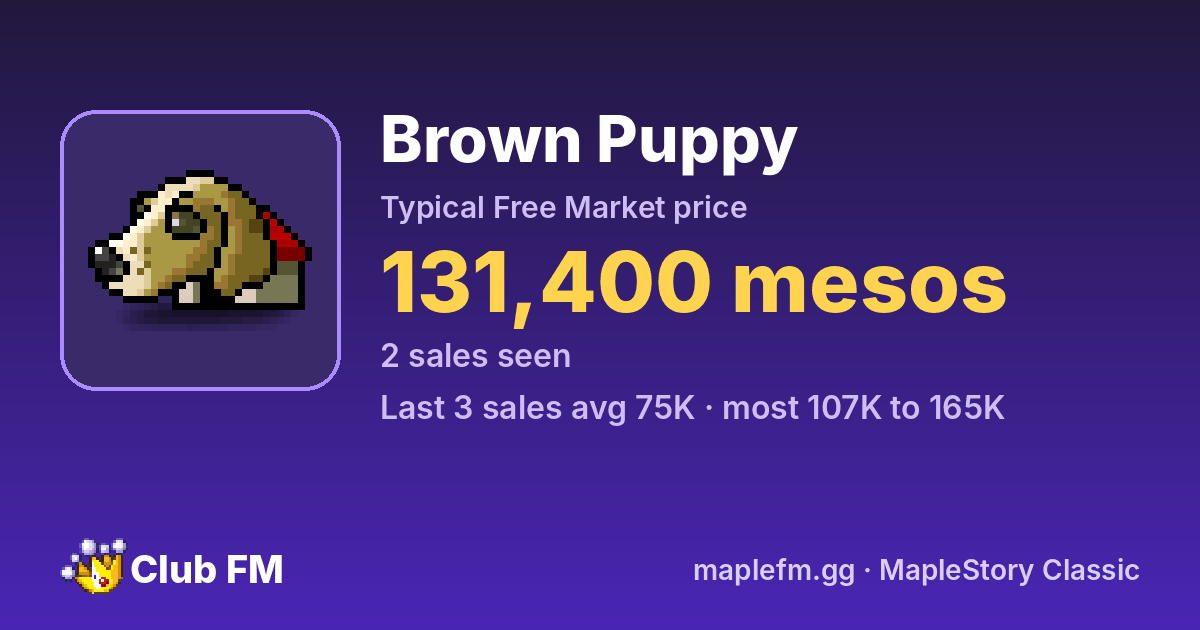 Brown Puppy
Typical Free Market price
131,400 mesos
2 sales seen
Last 3 sales avg 75K · most 107K to 165K
Club FM
maplefm.gg · MapleStory Classic